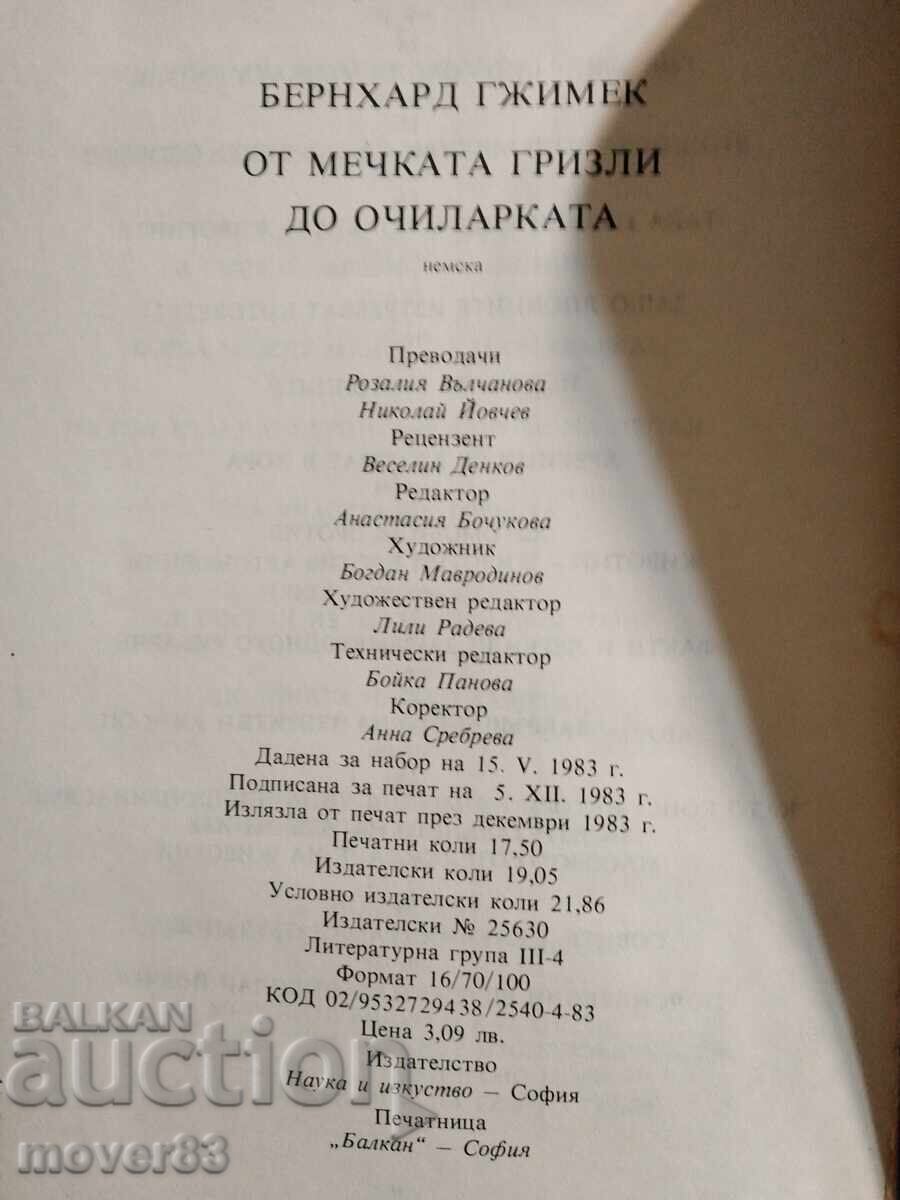 БЕРНХАРД ГЖИМЕК
ОТ МЕЧКАТА ГРИЗЛИ
ДО ОЧИЛАРКАТА
немска
Преводачи
Розалия Вълчанова
Николай Йовчев
Рецензент
Веселин Денков
Редактор
Анастасия Бочукова
Художник
Богдан Мавродинов
Художествен редактор
Лили Радева
Технически редактор
Бойка Панова
Коректор
Анна Сребрева
Дадена за набор на 15. V. 1983 г.
Подписана за печат на 5. XII. 1983 г.
Излязла от печат през декември 1983 г.
Печатни коли 17,50
Издателски коли 19,05
Условно издателски коли 21,86
Издателски № 25630
Литературна група III-4
Формат 16/70/100
КОД 02/9532729438/2540-4-83
Цена 3,09 лв.
Издателство
Наука и изкуство – София
Печатница
„Балкан“ – София
BALKAN
auction
mover83